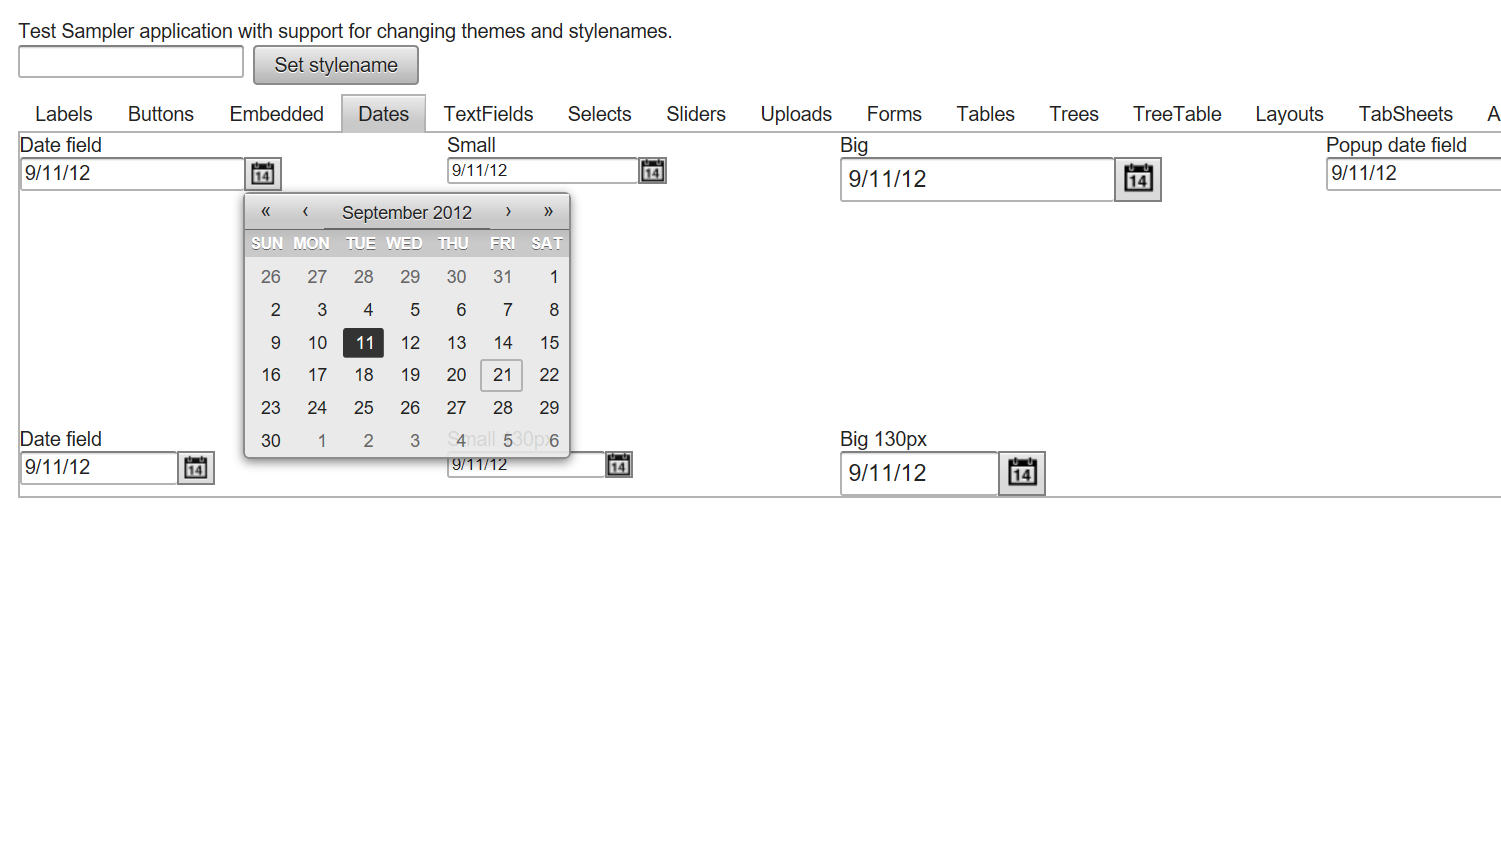 Test Sampler application with support for changing themes and stylenames.
Set stylename
Labels Buttons Embedded Dates TextFields Selects Sliders Uploads Forms Tables Trees TreeTable Layouts TabSheets A
Date field Small Big Popup date field
9/11/12 14 9/11/12 14 9/11/12 14 9/11/12
« ‹ September 2012 › »
SUN MON TUE WED THU FRI SAT
26 27 28 29 30 31 1
2 3 4 5 6 7 8
9 10 11 12 13 14 15
16 17 18 19 20 21 22
23 24 25 26 27 28 29
30 1 2 3 4 5 6
Date field Small 130px Big 130px
9/11/12 14 9/11/12 14 9/11/12 14